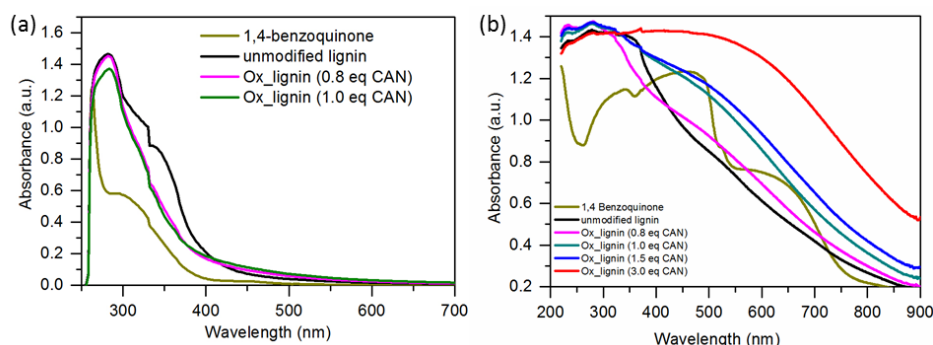 (a)
1.6
1.4
1.2
1.0
0.8
0.6
0.4
0.2
0.0
Absorbance (a.u.)
1,4-benzoquinone
unmodified lignin
Ox_lignin (0.8 eq CAN)
Ox_lignin (1.0 eq CAN)
300 400 500 600 700
Wavelength (nm)
(b)
1.4
1.2
1.0
0.8
0.6
0.4
0.2
Absorbance (a.u.)
1,4 Benzoquinone
unmodified lignin
Ox_lignin (0.8 eq CAN)
Ox_lignin (1.0 eq CAN)
Ox_lignin (1.5 eq CAN)
Ox_lignin (3.0 eq CAN)
200 300 400 500 600 700 800 900
Wavelength (nm)